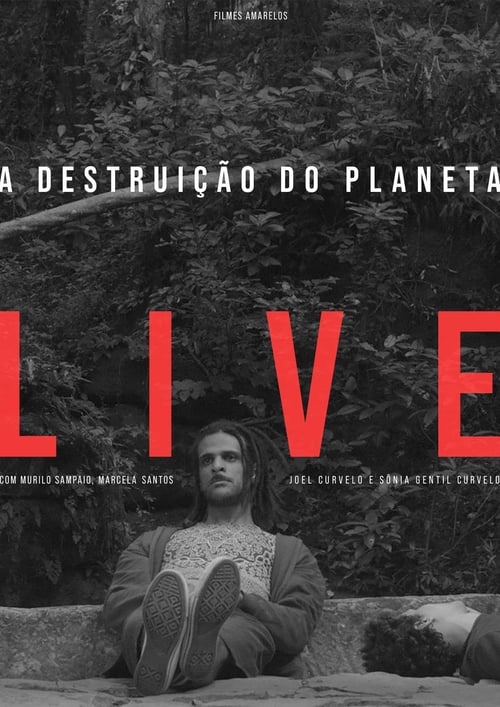 FILMES AMARELOS
A DESTRUIÇÃO DO PLANETA
LIVE
COM MURILO SAMPAIO, MARCELA SANTOS
JOEL CURVELO E SÔNIA GENTIL CURVELO